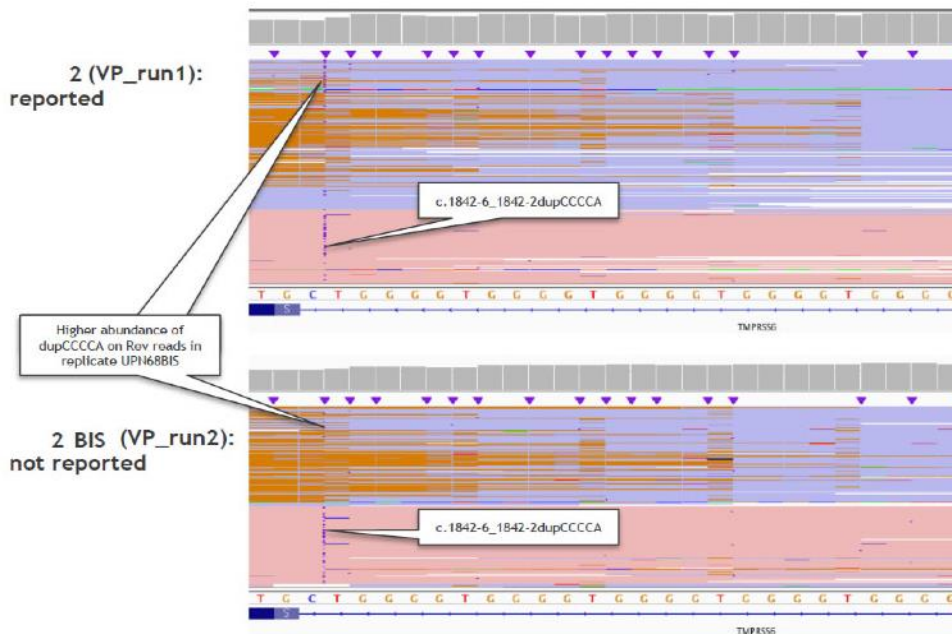 2 (VP_run1):
reported
c.1842-6_1842-2dupCCCCA
T G C T G G G G T G G G G T G G G G T G G G G T G G G G
S
TMPRSS6
Higher abundance of
dupCCCCA on Rev reads in
replicate UPN68BIS
2 BIS (VP_run2):
not reported
c.1842-6_1842-2dupCCCCA
T G C T G G G G T G G G G T G G G G T G G G G T G G G G
S
TMPRSS6